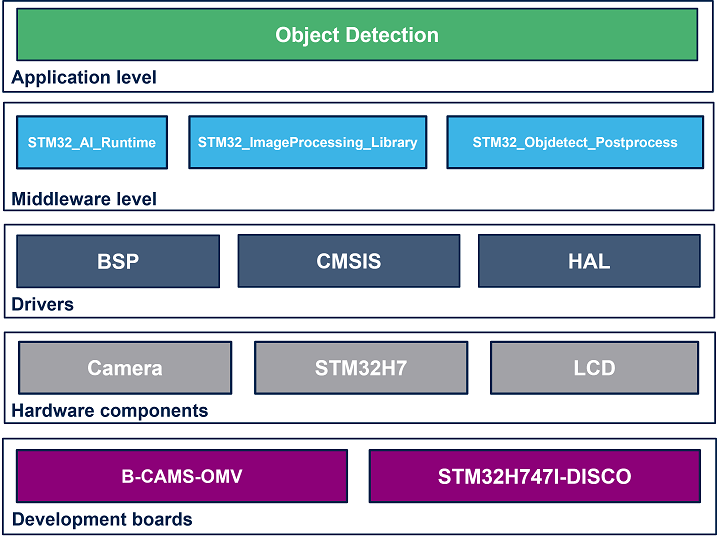 Object Detection
Application level
STM32_AI_Runtime
STM32_ImageProcessing_Library
STM32_Objdetect_Postprocess
Middleware level
BSP
CMSIS
HAL
Drivers
Camera
STM32H7
LCD
Hardware components
B-CAMS-OMV
STM32H747I-DISCO
Development boards